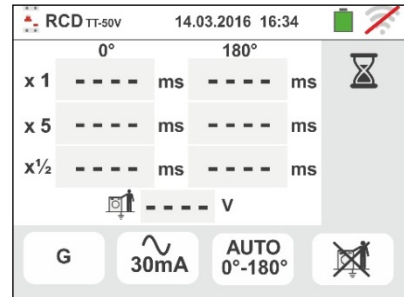 RCD TT-50V 14.03.2016 16:34
0° 180°
x 1 - - - - ms - - - - ms
x 5 - - - - ms - - - - ms
x½ - - - - ms - - - - ms
- - - - V
G 30mA AUTO 0°-180°